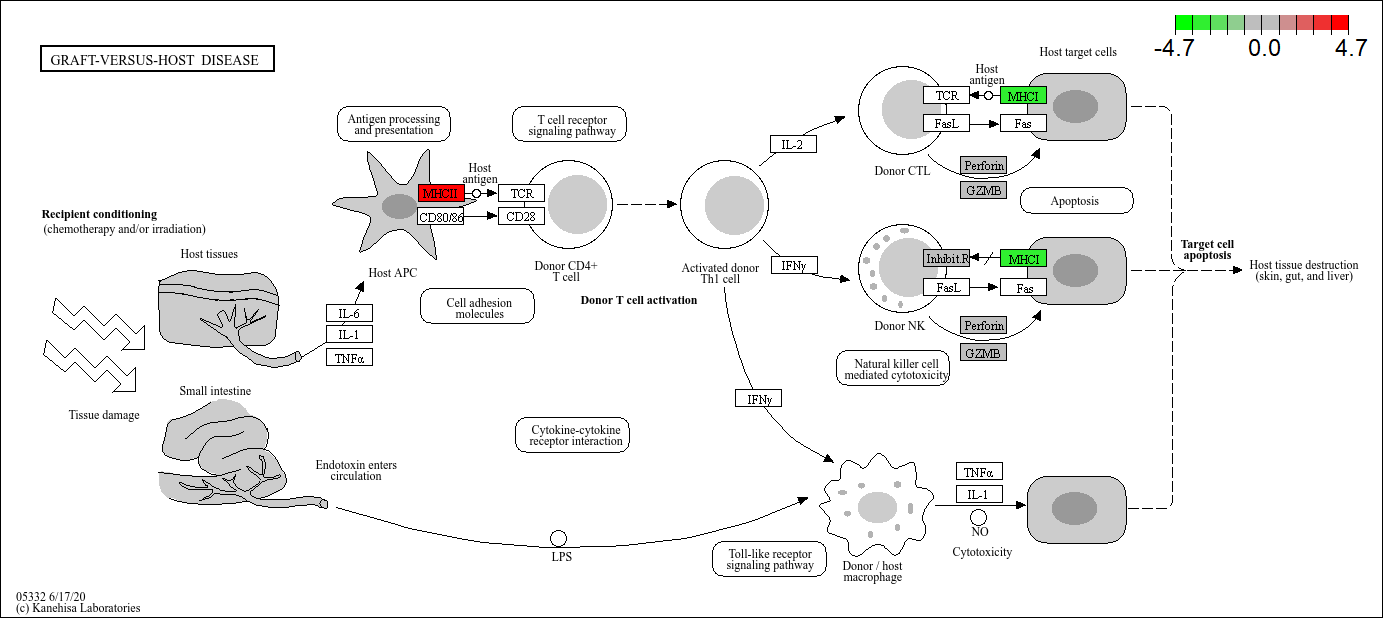 -4.7 0.0 4.7
GRAFT-VERSUS-HOST DISEASE
Host target cells
Antigen processing
and presentation
T cell receptor
signaling pathway
Host
antigen
TCR
MHCI
FasL
Fas
IL-2
Donor CTL
Perforin
GZMB
Apoptosis
Host
antigen
MHCII
TCR
CD80/86
CD28
Recipient conditioning
(chemotherapy and/or irradiation)
Host tissues
Host APC
Donor CD4+
T cell
Activated donor
Th1 cell
IFNγ
Inhibit.R
MHCI
FasL
Fas
Target cell
apoptosis
Host tissue destruction
(skin, gut, and liver)
Cell adhesion
molecules
Donor T cell activation
IL-6
IL-1
TNFα
Donor NK
Perforin
GZMB
Natural killer cell
mediated cytotoxicity
Small intestine
Tissue damage
IFNγ
Cytokine-cytokine
receptor interaction
Endotoxin enters
circulation
TNFα
IL-1
NO
Cytotoxicity
LPS
Toll-like receptor
signaling pathway
Donor / host
macrophage
05332 6/17/20
(c) Kanehisa Laboratories